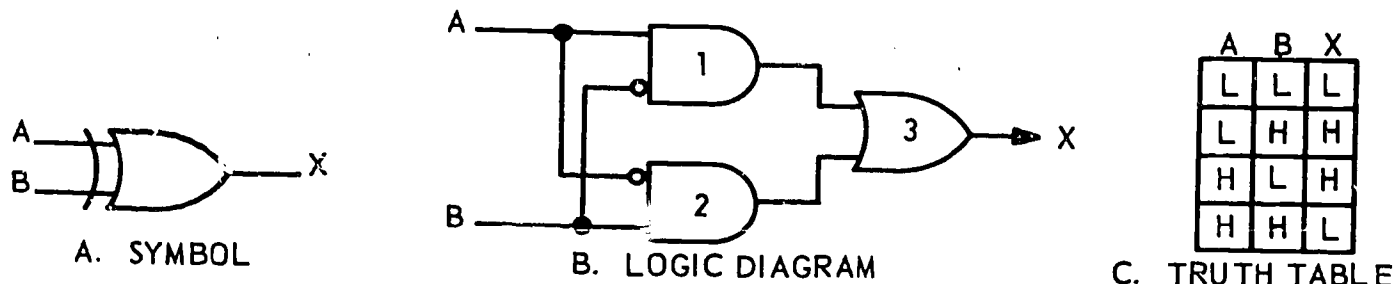 A
B
X
A. SYMBOL
A
B
1
2
3
X
B. LOGIC DIAGRAM
A B X
L L L
L H H
H L H
H H L
C. TRUTH TABLE